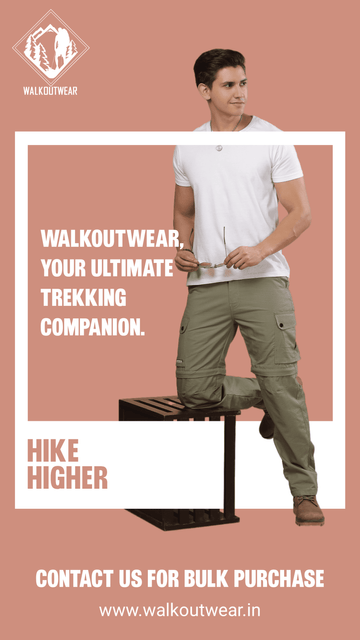 WALKOUTWEAR
WALKOUTWEAR,
YOUR ULTIMATE
TREKKING
COMPANION.
HIKE
HIGHER
CONTACT US FOR BULK PURCHASE
www.walkoutwear.in